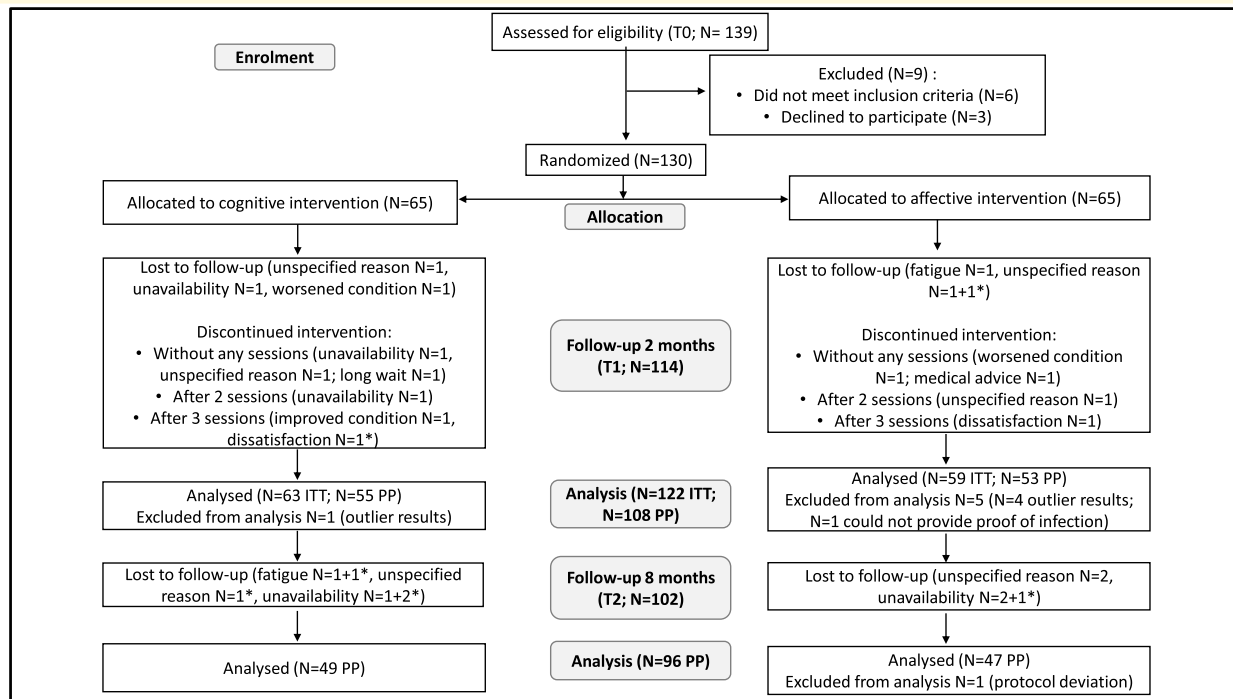 Assessed for eligibility (T0; N= 139)
Enrolment
Excluded (N=9) :
• Did not meet inclusion criteria (N=6)
• Declined to participate (N=3)
Randomized (N=130)
Allocated to cognitive intervention (N=65)
Allocation
Allocated to affective intervention (N=65)
Lost to follow-up (unspecified reason N=1,
unavailability N=1, worsened condition N=1)
Discontinued intervention:
• Without any sessions (unavailability N=1,
unspecified reason N=1; long wait N=1)
• After 2 sessions (unavailability N=1)
• After 3 sessions (improved condition N=1,
dissatisfaction N=1*)
Follow-up 2 months
(T1; N=114)
Lost to follow-up (fatigue N=1, unspecified reason
N=1+1*)
Discontinued intervention:
• Without any sessions (worsened condition
N=1; medical advice N=1)
• After 2 sessions (unspecified reason N=1)
• After 3 sessions (dissatisfaction N=1)
Analysed (N=63 ITT; N=55 PP)
Excluded from analysis N=1 (outlier results)
Analysis (N=122 ITT;
N=108 PP)
Analysed (N=59 ITT; N=53 PP)
Excluded from analysis N=5 (N=4 outlier results;
N=1 could not provide proof of infection)
Lost to follow-up (fatigue N=1+1*, unspecified
reason N=1*, unavailability N=1+2*)
Follow-up 8 months
(T2; N=102)
Lost to follow-up (unspecified reason N=2,
unavailability N=2+1*)
Analysed (N=49 PP)
Analysis (N=96 PP)
Analysed (N=47 PP)
Excluded from analysis N=1 (protocol deviation)